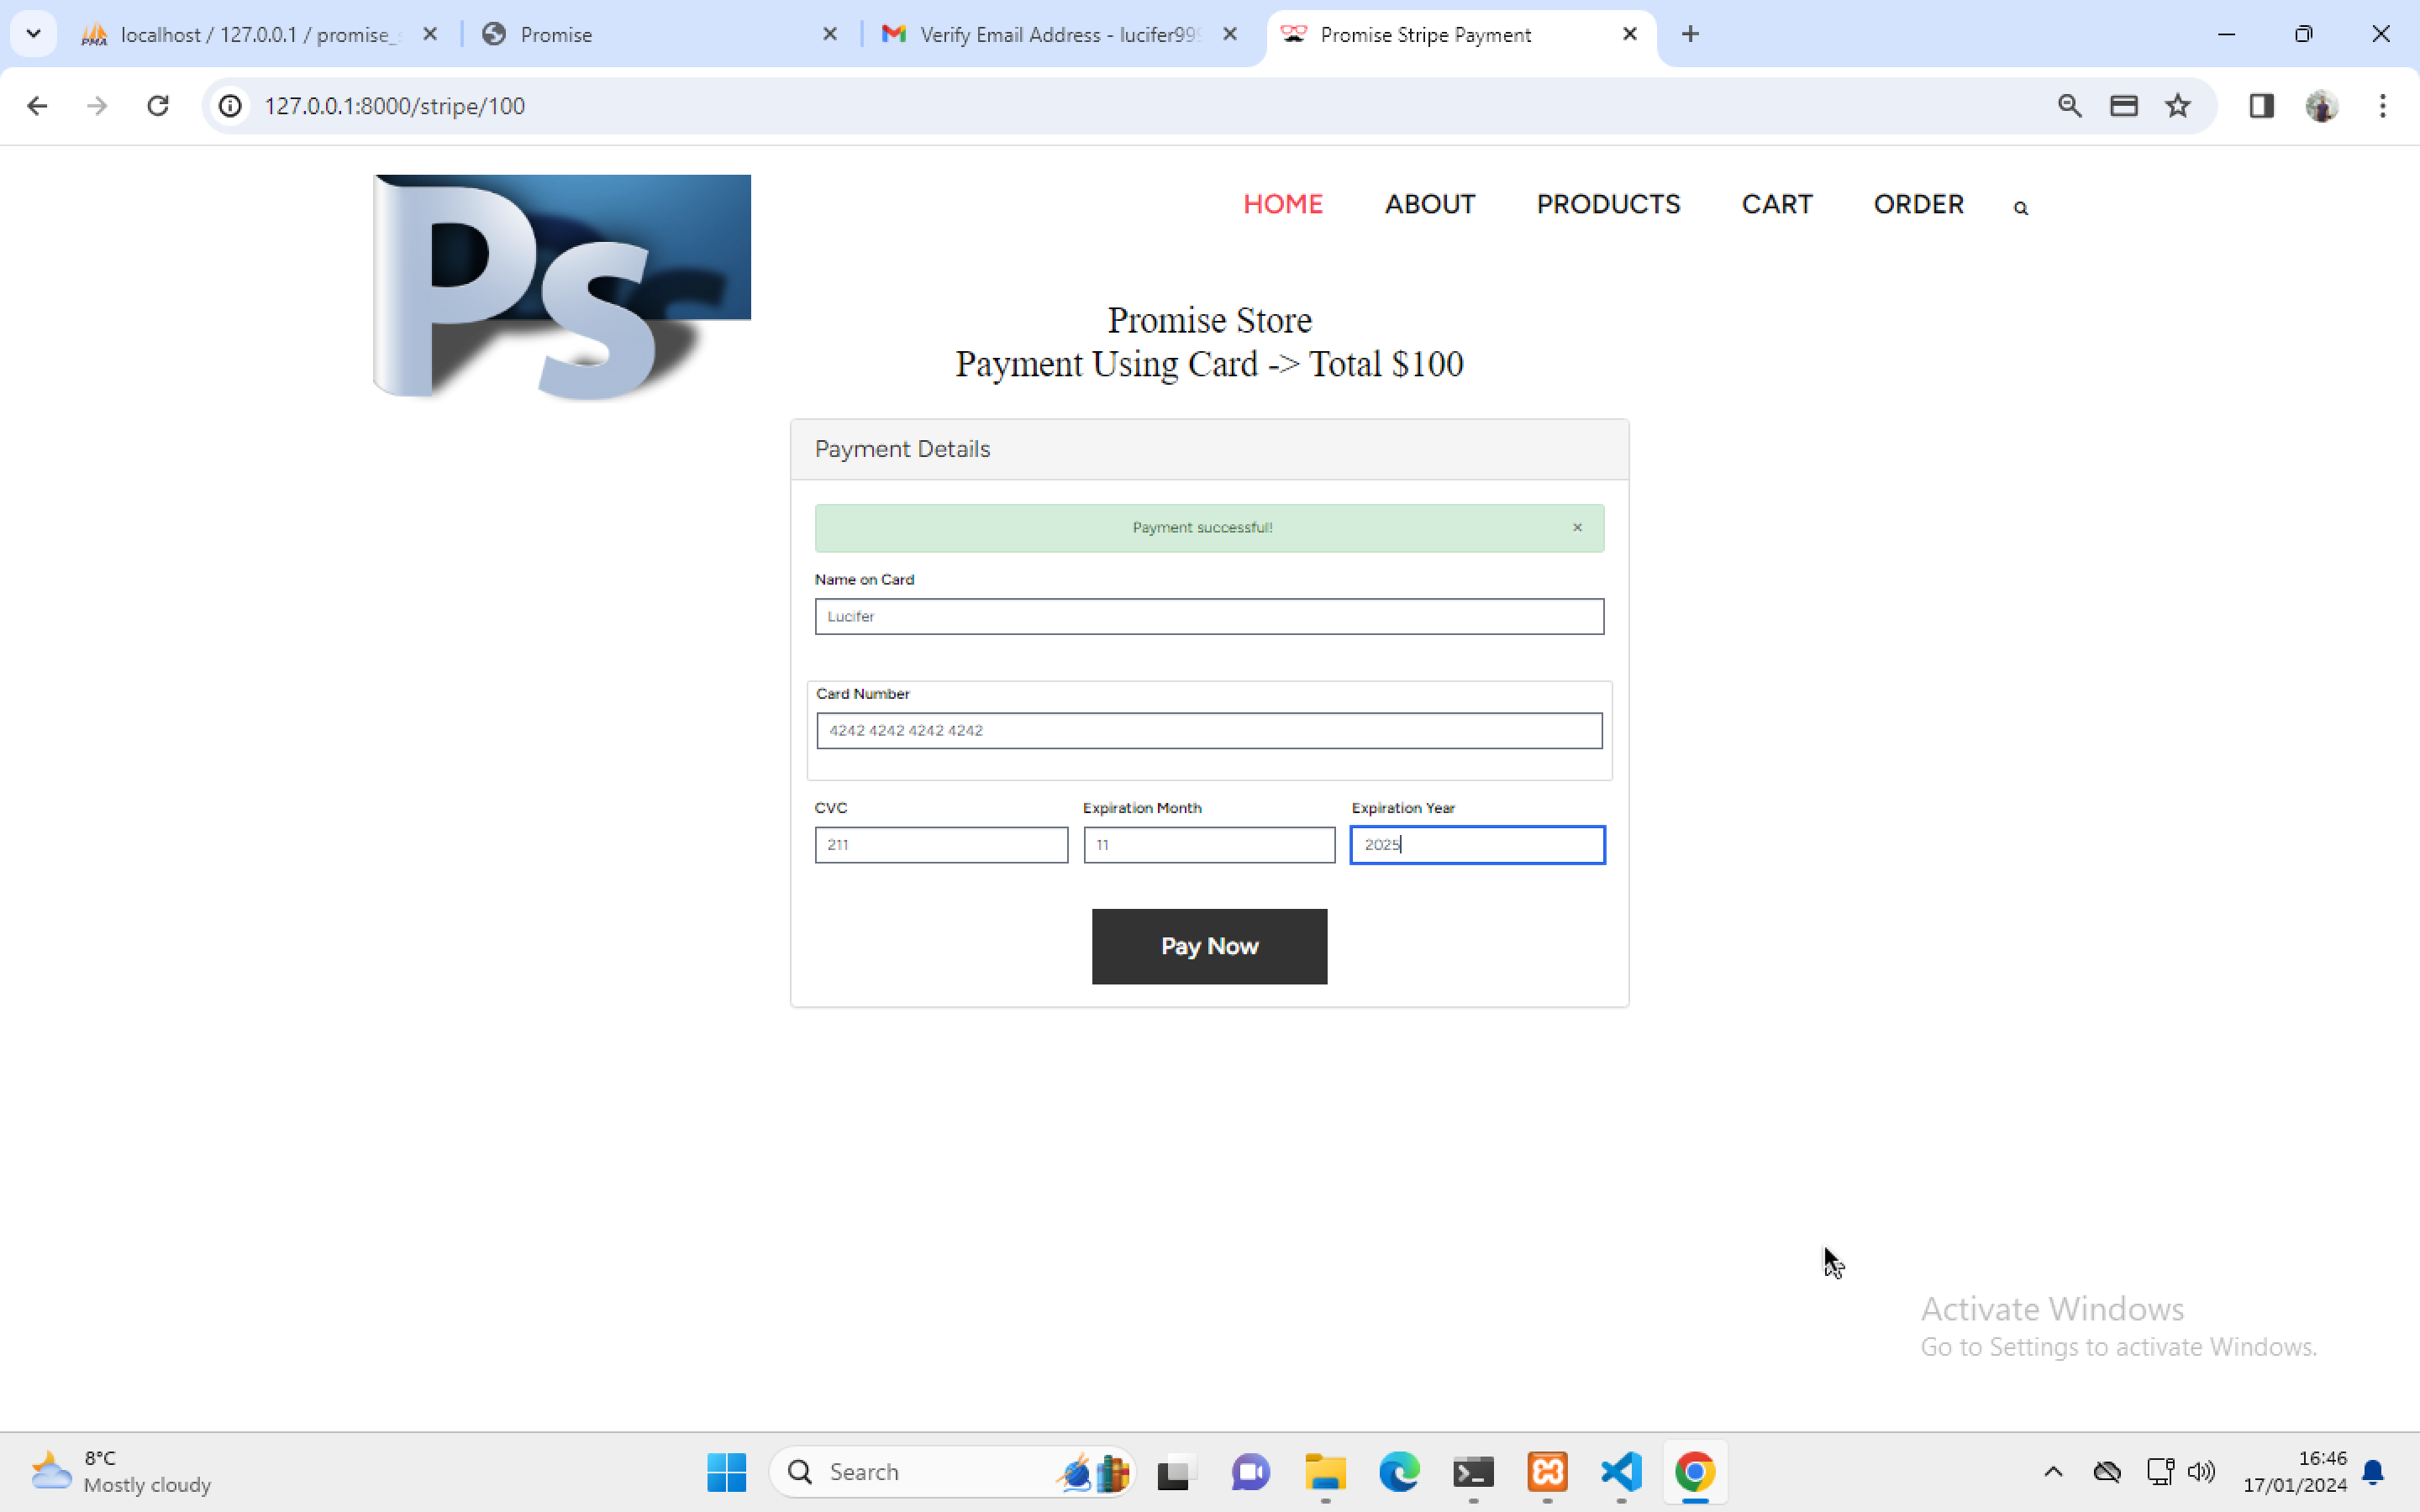 localhost / 127.0.0.1 / promise_s
Promise
Verify Email Address - lucifer999
Promise Stripe Payment
127.0.0.1:8000/stripe/100
Ps
HOME ABOUT PRODUCTS CART ORDER
Promise Store
Payment Using Card -> Total $100
Payment Details
Payment successful!
×
Name on Card
Lucifer
Card Number
4242 4242 4242 4242
CVC Expiration Month Expiration Year
211 11 2025
Pay Now
Activate Windows
Go to Settings to activate Windows.
8°C
Mostly cloudy
Search
16:46
17/01/2024